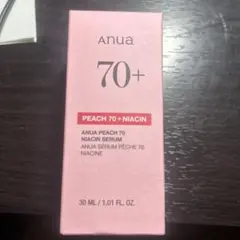 Anua
70+
PEACH 70 + NIACIN
ANUA PEACH 70
NIACIN SERUM
ANUA SÉRUM PÊCHE 70
NIACINE
30 ML / 1.01 FL. OZ.